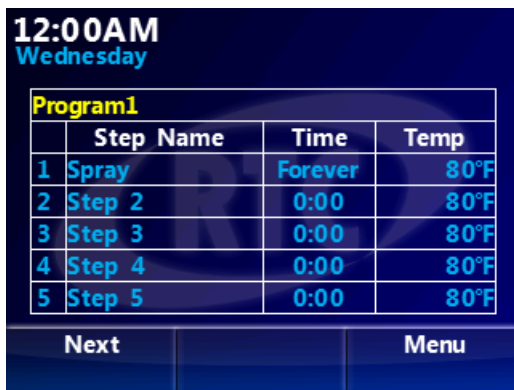 12:00AM
Wednesday
Program1
Step Name Time Temp
1 Spray Forever 80°F
2 Step 2 0:00 80°F
3 Step 3 0:00 80°F
4 Step 4 0:00 80°F
5 Step 5 0:00 80°F
RTC
Next Menu